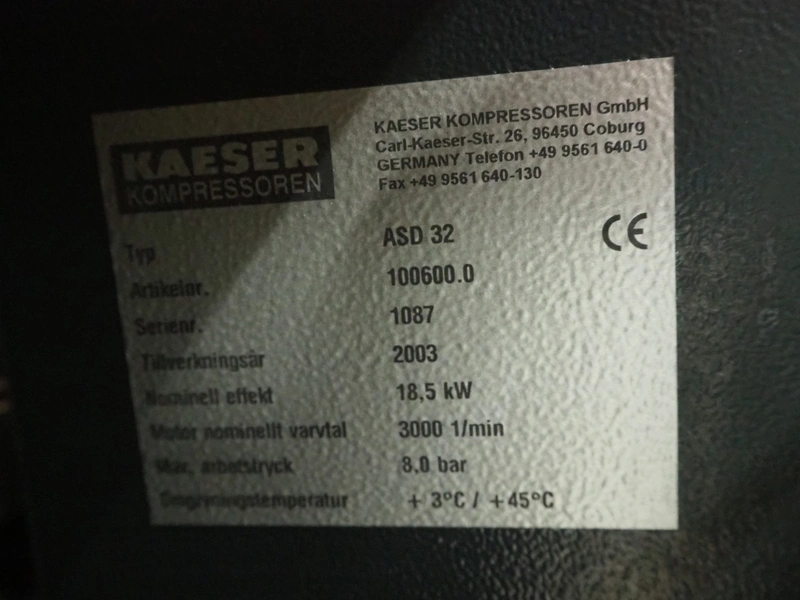 KAESER
KOMPRESSOREN
KAESER KOMPRESSOREN GmbH
Carl-Kaeser-Str. 26, 96450 Coburg
GERMANY Telefon +49 9561 640-0
Fax +49 9561 640-130
CE
Typ ASD 32
Artikelnr. 100600.0
Serienr. 1087
Tillverkningsår 2003
Nominell effekt 18,5 kW
Motor nominellt varvtal 3000 1/min
Max. arbetstryck 8,0 bar
Omgivningstemperatur + 3°C / +45°C